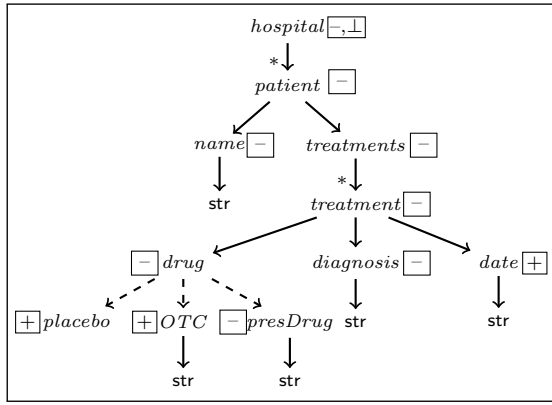 hospital –,⊥
*
patient –
name – treatments –
str *
treatment –
– drug diagnosis – date +
+ placebo + OTC – presDrug str str
str str